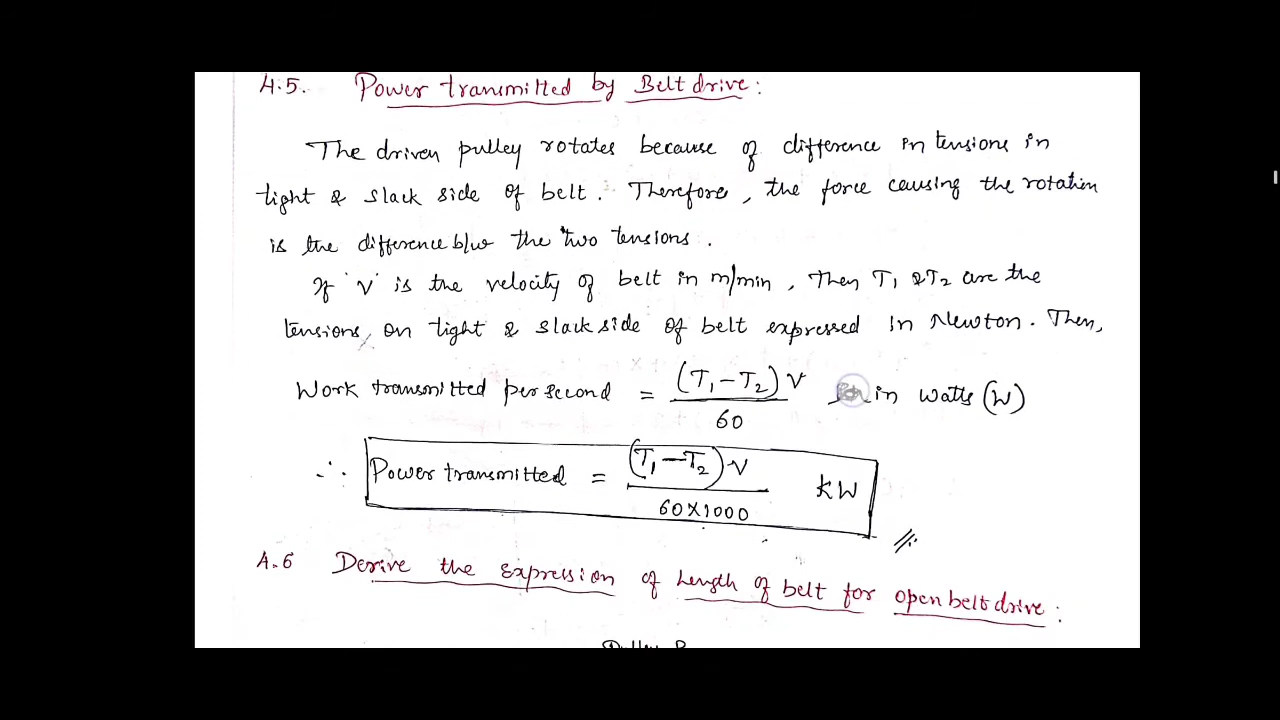 4.5. Power transmitted by Belt drive:
The driven pulley rotates because of difference in tensions in
tight & slack side of belt. Therefore, the force causing the rotation
is the difference b/w the two tensions.
If 'V' is the velocity of belt in m/min, Then T₁ & T₂ are the
tensions on tight & slack side of belt expressed in Newton. Then,
Work transmitted per second = (T₁-T₂) V / 60 in watts (W)
∴ Power transmitted = (T₁-T₂) V / 60×1000 kW
4.6 Derive the expression of Length of belt for open belt drive: